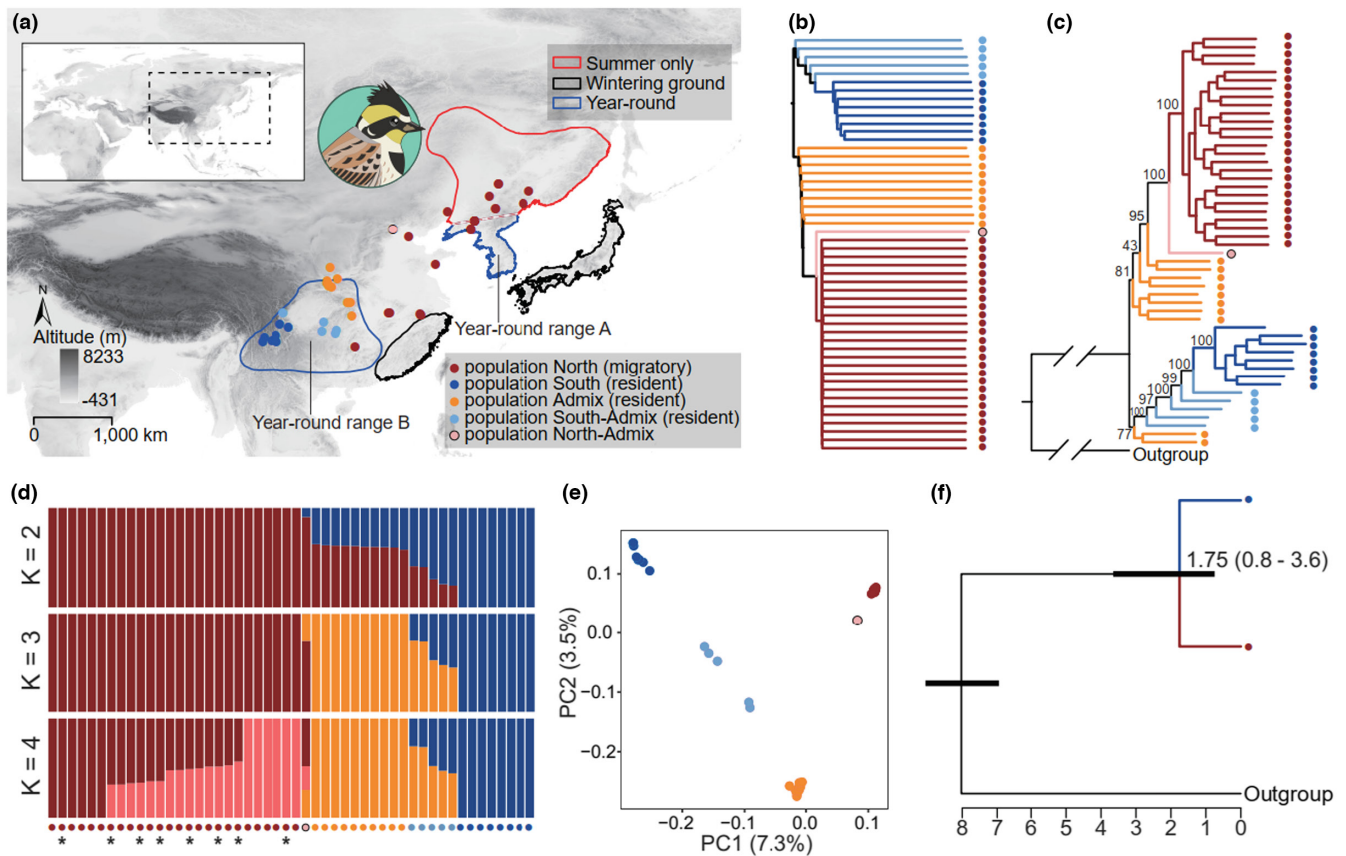 (a)
Summer only
Wintering ground
Year-round
N
Altitude (m)
8233
-431
0 1,000 km
Year-round range A
Year-round range B
population North (migratory)
population South (resident)
population Admix (resident)
population South-Admix (resident)
population North-Admix
(b)
(c)
100
100
95
43
81
100
100
99
100
97
100
77
Outgroup
(d)
K = 2
K = 3
K = 4
* * * * * * * *
(e)
PC2 (3.5%)
0.1
0.0
−0.1
−0.2
−0.2 −0.1 0.0 0.1
PC1 (7.3%)
(f)
1.75 (0.8 - 3.6)
Outgroup
8 7 6 5 4 3 2 1 0